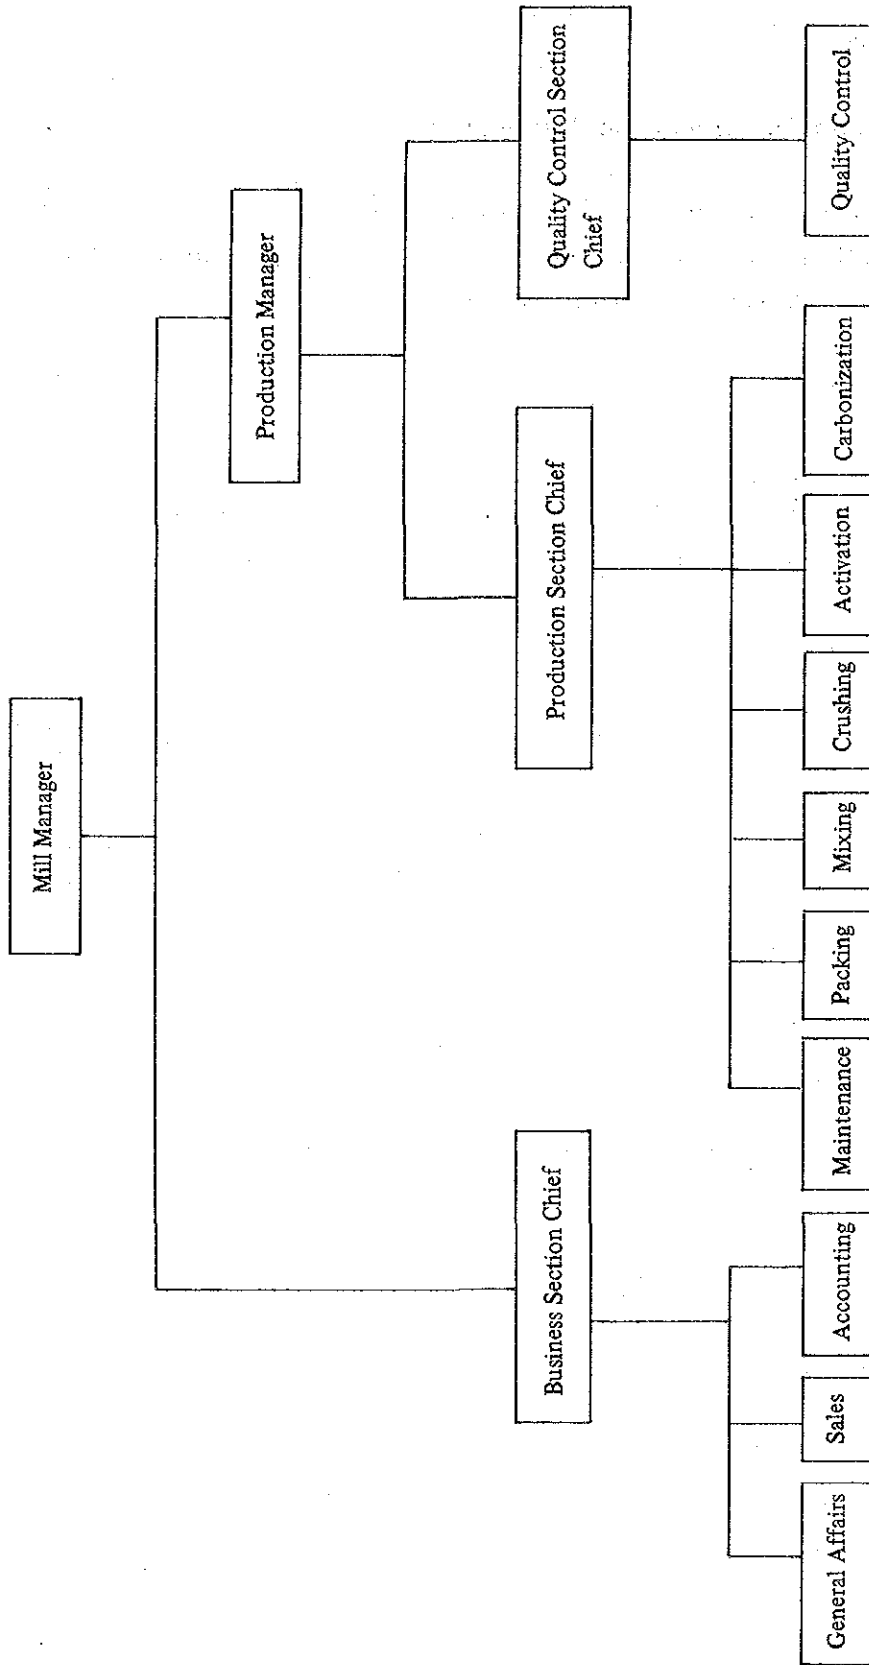 Mill Manager
Production Manager
Business Section Chief
Production Section Chief
Quality Control Section
Chief
General Affairs
Sales
Accounting
Maintenance
Packing
Mixing
Crushing
Activation
Carbonization
Quality Control